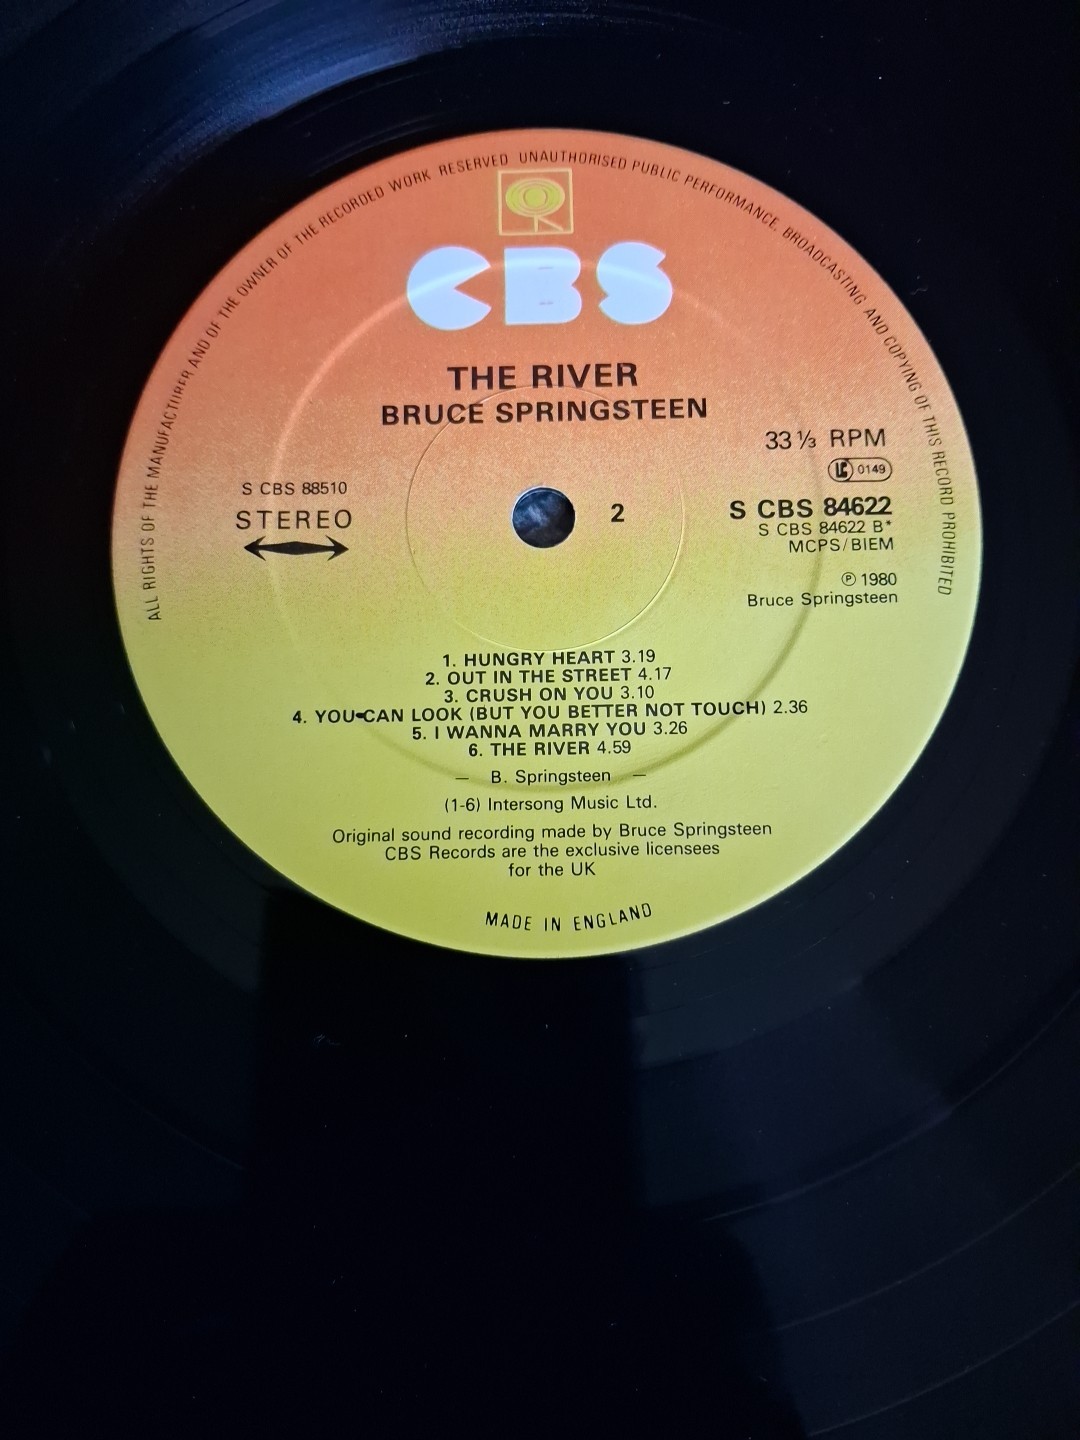 ALL RIGHTS OF THE MANUFACTURER AND OF THE OWNER OF THE RECORDED WORK RESERVED UNAUTHORISED PUBLIC PERFORMANCE, BROADCASTING AND COPYING OF THIS RECORD PROHIBITED
CBS
THE RIVER
BRUCE SPRINGSTEEN
33⅓ RPM
LC 0149
S CBS 88510
STEREO
2
S CBS 84622
S CBS 84622 B*
MCPS/BIEM
℗ 1980
Bruce Springsteen
1. HUNGRY HEART 3.19
2. OUT IN THE STREET 4.17
3. CRUSH ON YOU 3.10
4. YOU CAN LOOK (BUT YOU BETTER NOT TOUCH) 2.36
5. I WANNA MARRY YOU 3.26
6. THE RIVER 4.59
— B. Springsteen —
(1-6) Intersong Music Ltd.
Original sound recording made by Bruce Springsteen
CBS Records are the exclusive licensees
for the UK
MADE IN ENGLAND